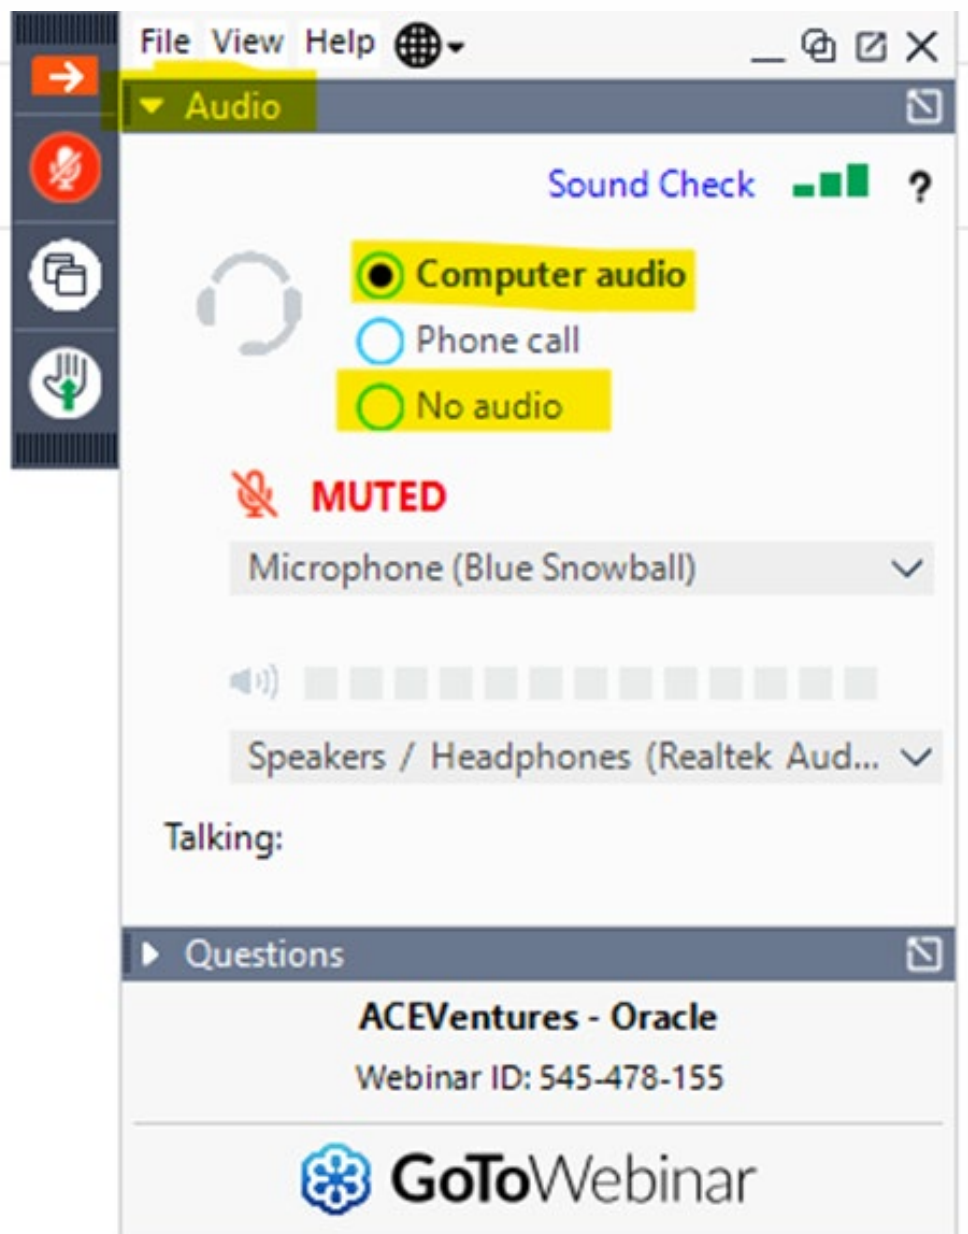 File View Help
Audio
Sound Check ?
Computer audio
Phone call
No audio
MUTED
Microphone (Blue Snowball)
Speakers / Headphones (Realtek Aud...
Talking:
Questions
ACEVentures - Oracle
Webinar ID: 545-478-155
GoToWebinar